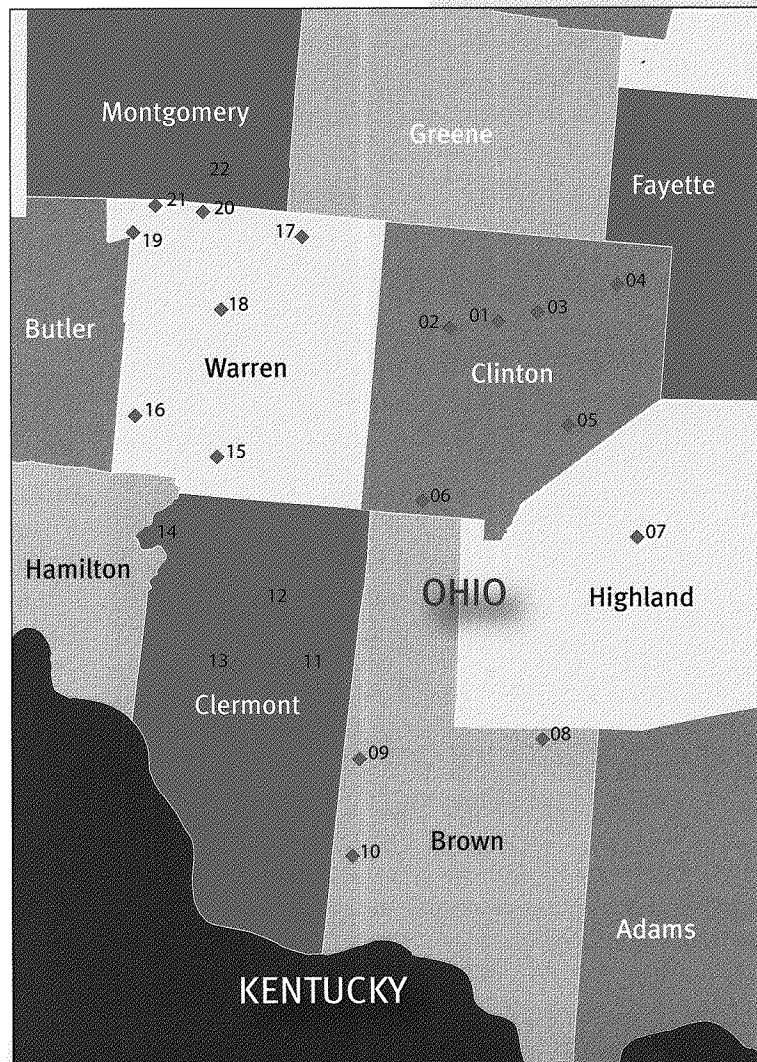 Montgomery
Greene
22
Fayette
21
20
19
17
04
18
03
01
02
Butler
Warren
Clinton
16
05
15
06
14
07
Hamilton
12
OHIO
Highland
13
11
Clermont
08
09
Brown
10
Adams
KENTUCKY